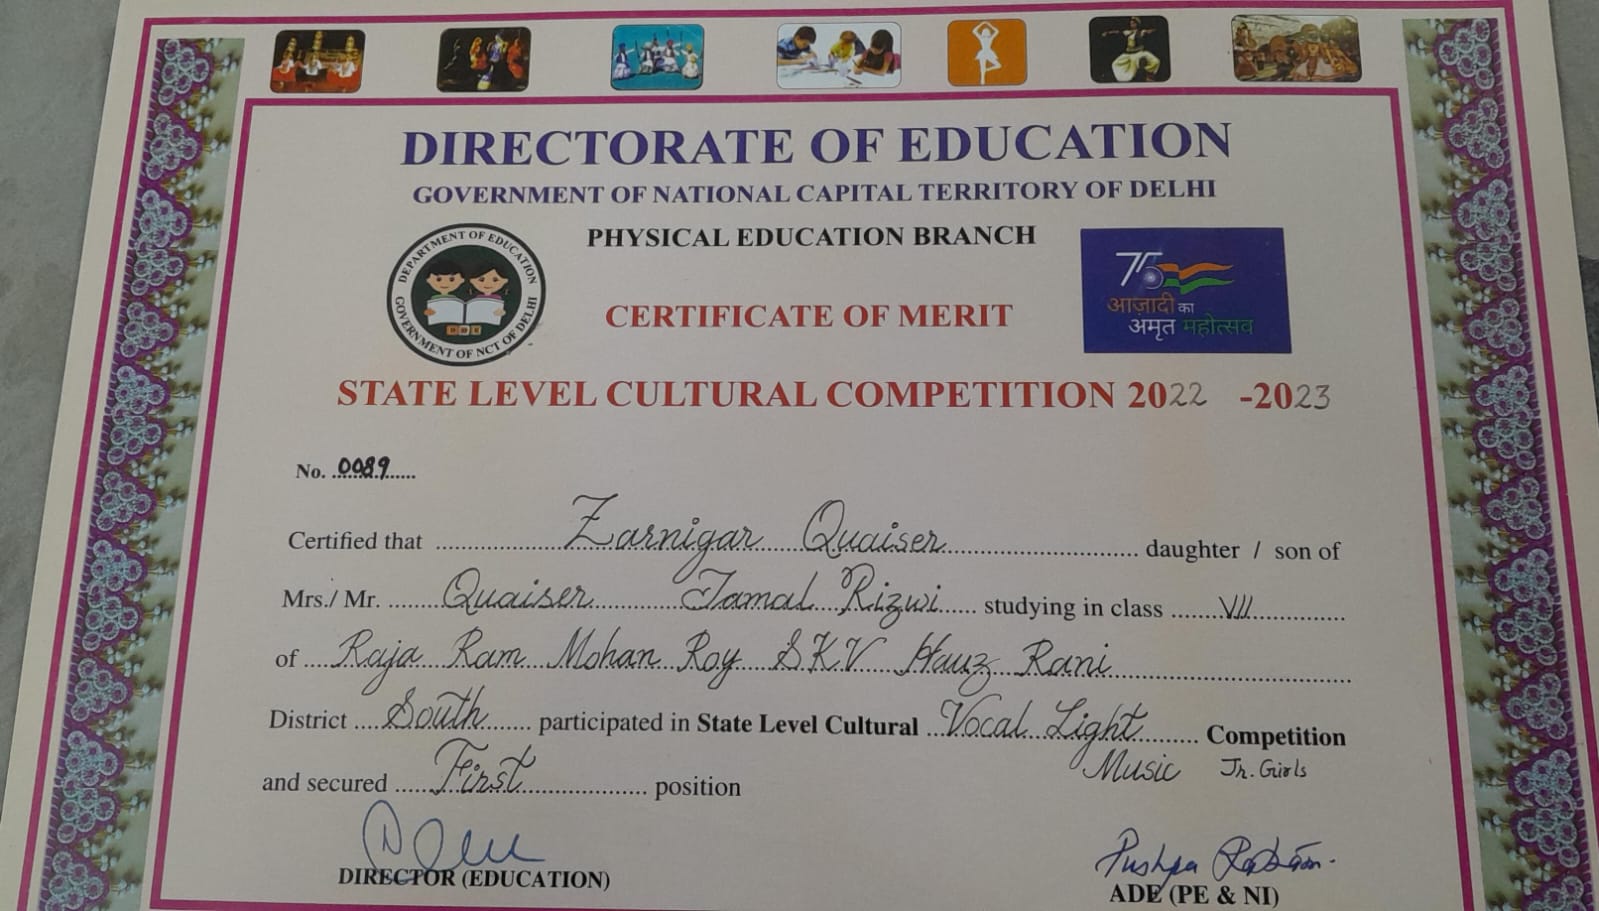 DIRECTORATE OF EDUCATION
GOVERNMENT OF NATIONAL CAPITAL TERRITORY OF DELHI
PHYSICAL EDUCATION BRANCH
DEPARTMENT OF EDUCATION
GOVERNMENT OF NCT OF DELHI
75
आज़ादी का
अमृत महोत्सव
CERTIFICATE OF MERIT
STATE LEVEL CULTURAL COMPETITION 2022 -2023
No. 0089
Certified that Zarnigar Quaiser daughter / son of
Mrs./ Mr. Quaiser Jamal Rizwi studying in class VII
of Raja Ram Mohan Roy SKV Hauz Rani
District South participated in State Level Cultural Vocal Light Competition
Music Jr. Girls
and secured First position
DIRECTOR (EDUCATION)
ADE (PE & NI)